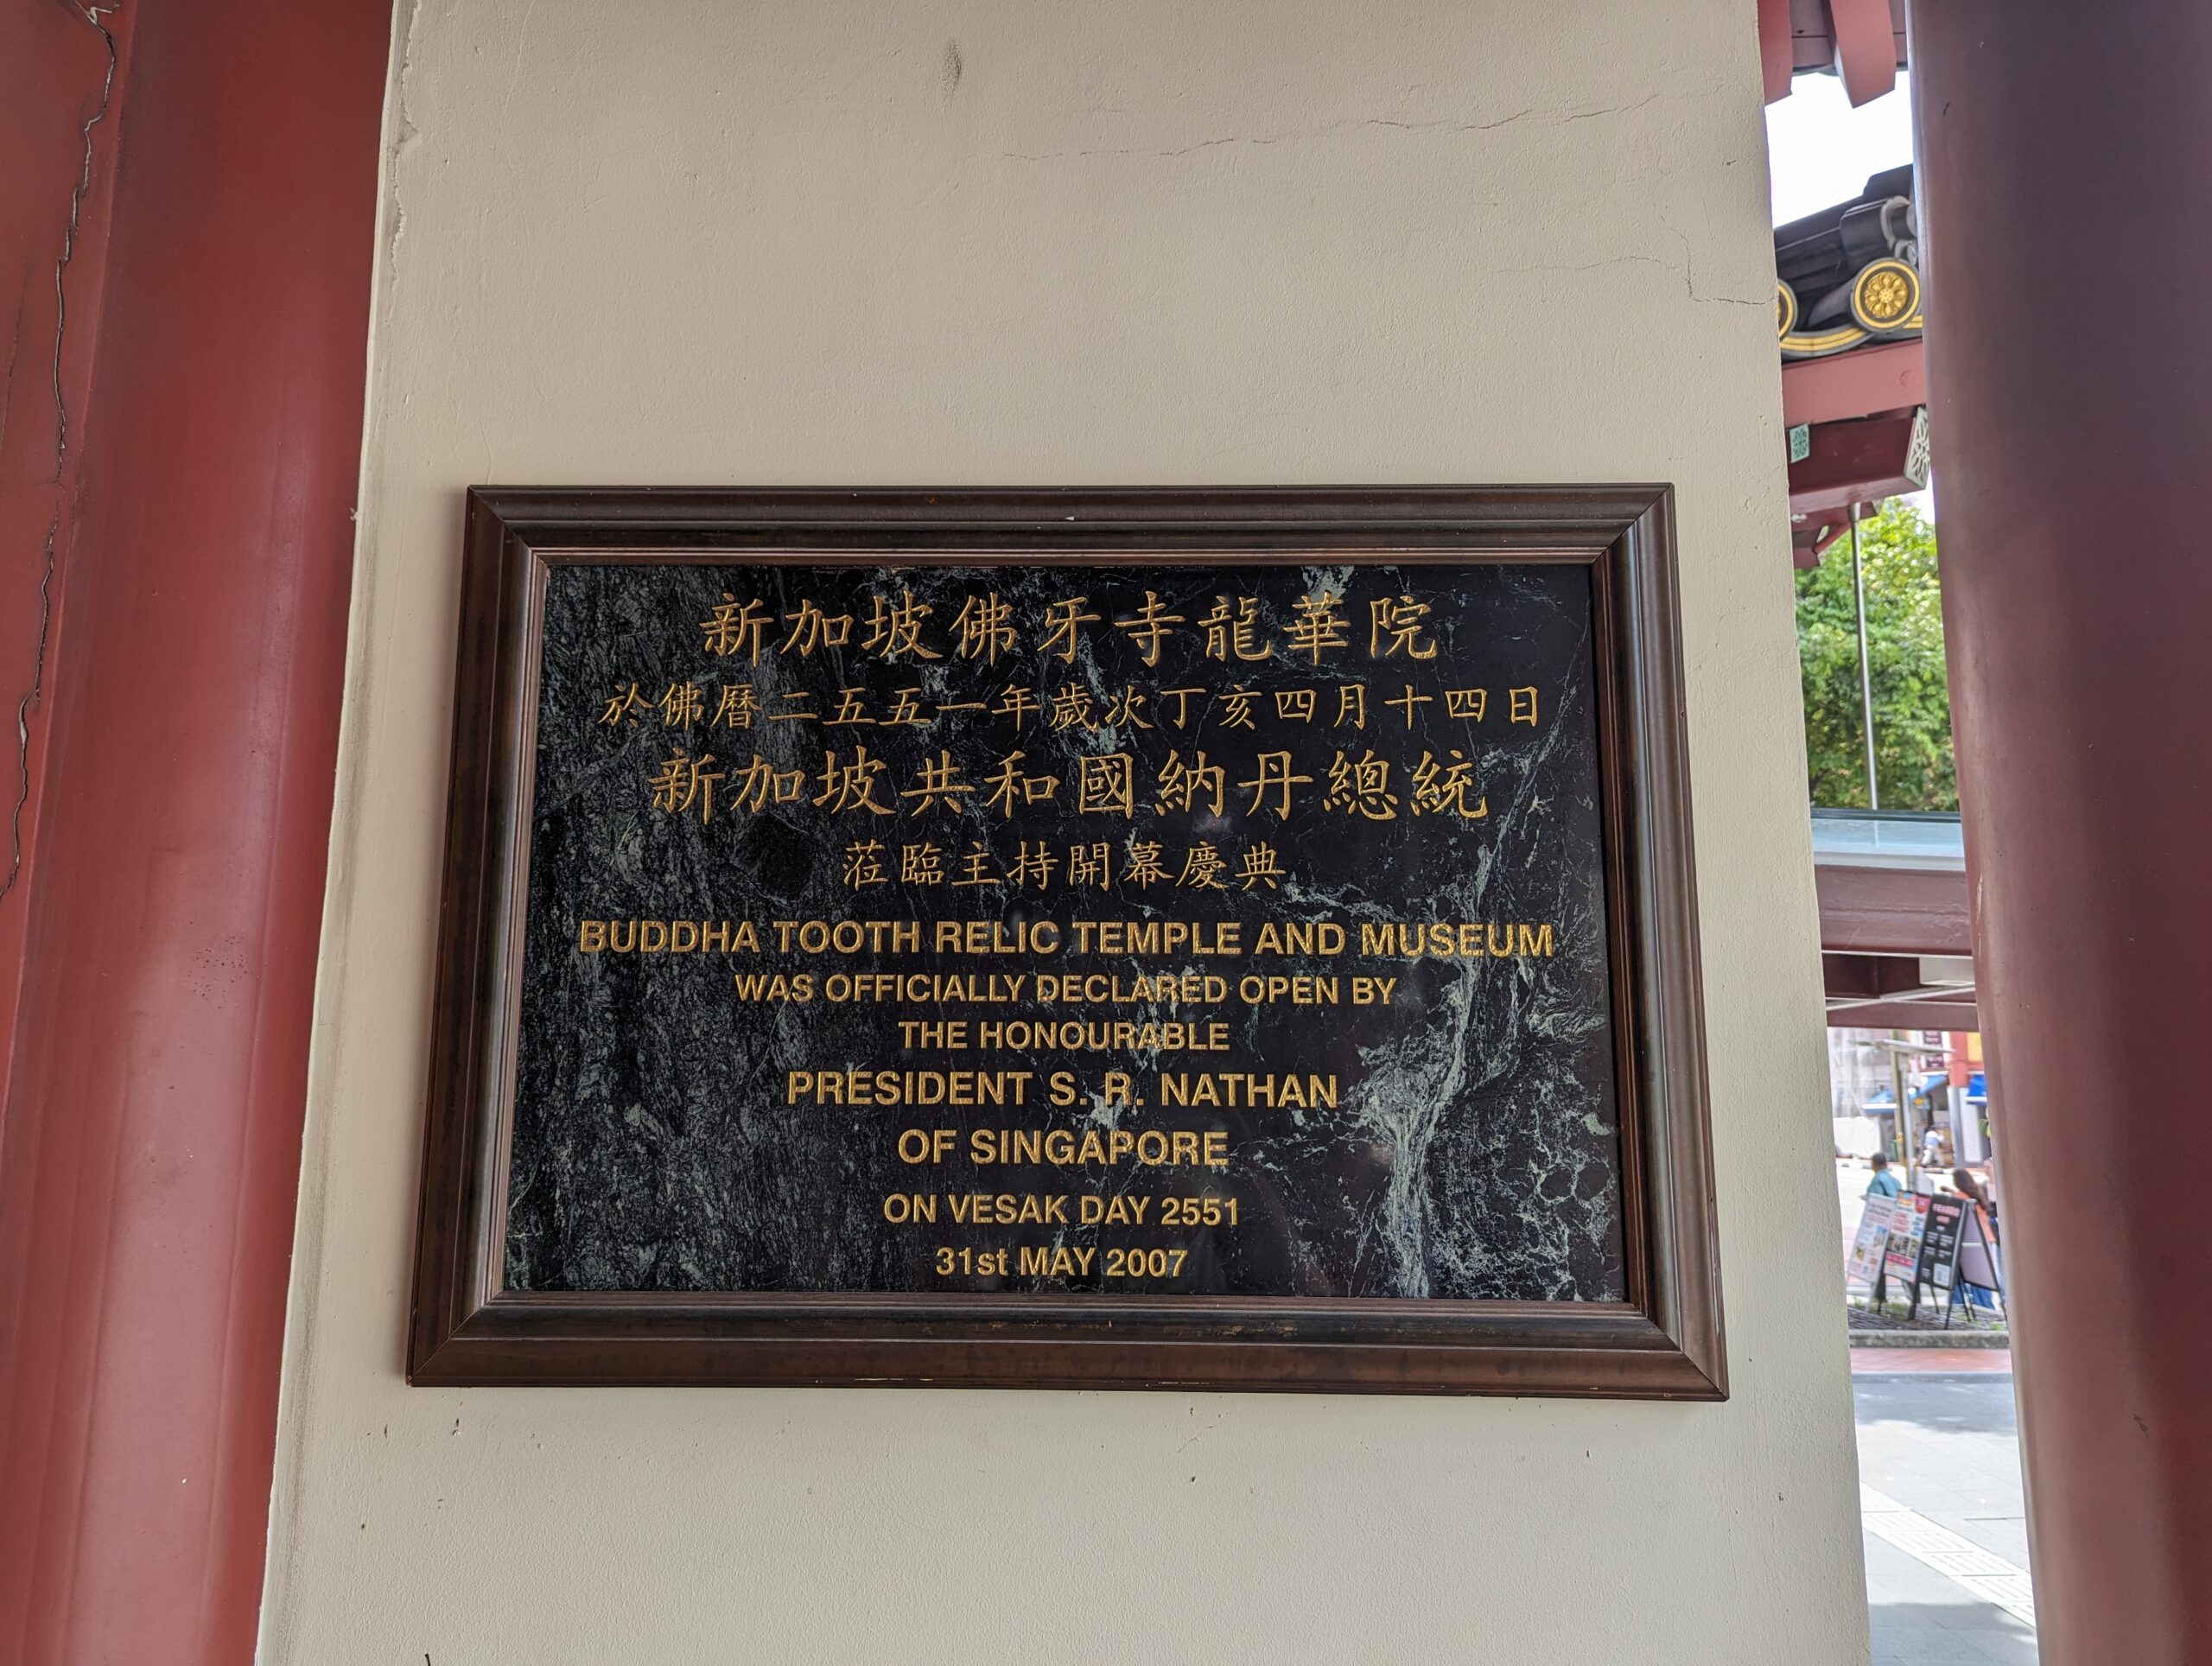 新加坡佛牙寺龍華院
於佛曆二五五一年歲次丁亥四月十四日
新加坡共和國納丹總統
蒞臨主持開幕慶典
BUDDHA TOOTH RELIC TEMPLE AND MUSEUM
WAS OFFICIALLY DECLARED OPEN BY
THE HONOURABLE
PRESIDENT S. R. NATHAN
OF SINGAPORE
ON VESAK DAY 2551
31st MAY 2007